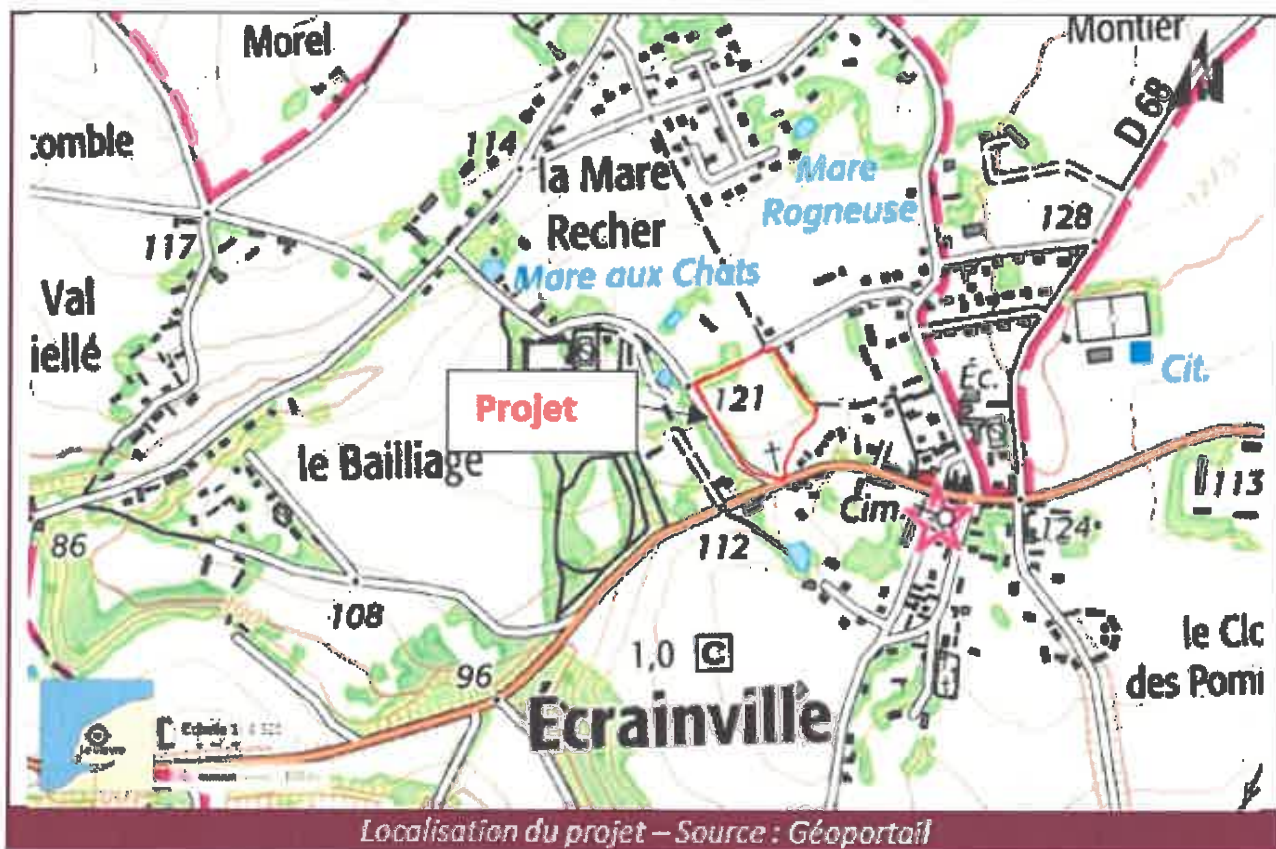 Morel
Montier
D 68
N
:omble
114
la Mare
Recher
Mare
Rogneuse
128
117
Mare aux Chats
Val
iellé
Éc.
Cit.
Projet
121
le Bailliage
113
Cim.
86
112
124
108
le Clo
des Pomi
1,0 C
96
Écrainville
Localisation du projet – Source : Géoportail